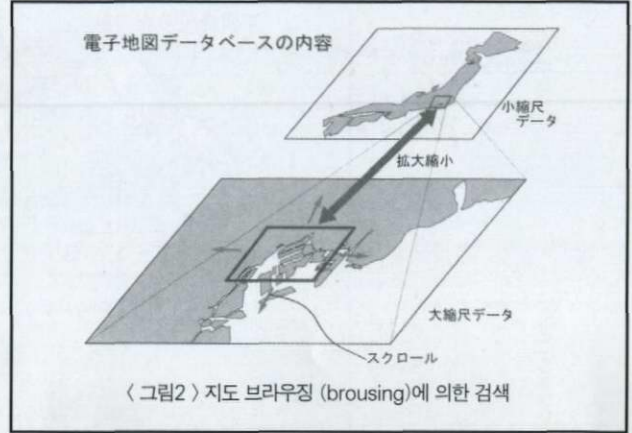 電子地図データベースの内容
小縮尺
データ
拡大縮小
大縮尺データ
スクロール
〈 그림2 〉 지도 브라우징 (brousing)에 의한 검색